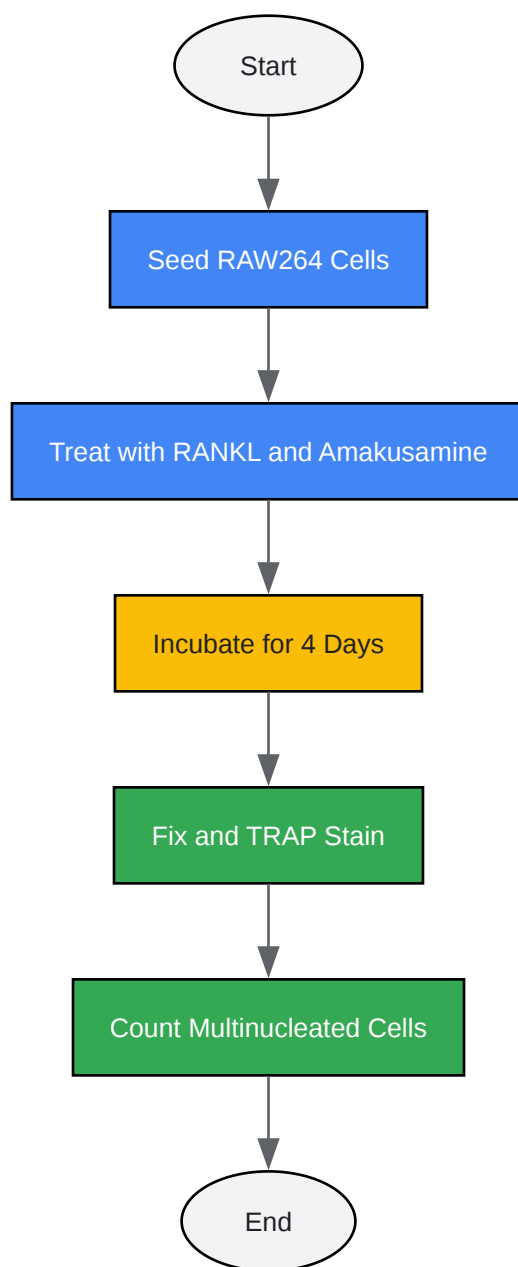 Start
Seed RAW264 Cells
Treat with RANKL and Amakusamine
Incubate for 4 Days
Fix and TRAP Stain
Count Multinucleated Cells
End